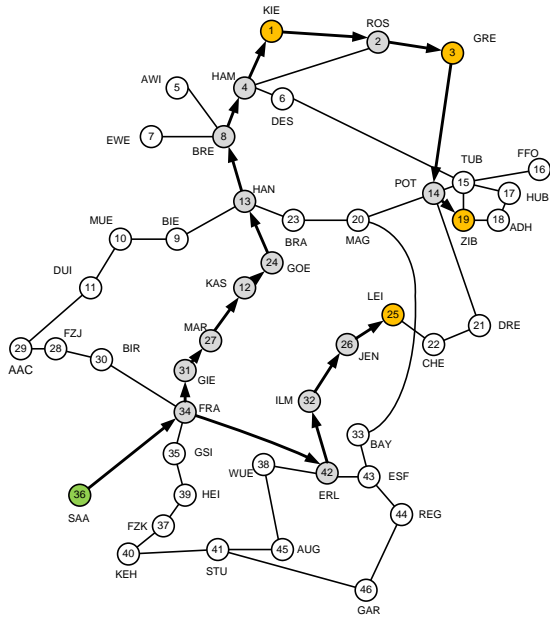 KIE
1
ROS
2
GRE
3
HAM
4
AWI
5
6
DES
EWE
7
8
BRE
TUB
15
FFO
16
HUB
17
POT
14
19
ZIB
18
ADH
HAN
13
MUE
10
BIE
9
23
BRA
20
MAG
24
GOE
KAS
12
DUI
11
LEI
25
21
DRE
MAR
27
26
JEN
22
CHE
29
AAC
FZJ
28
30
BIR
31
GIE
ILM
32
34
FRA
33
BAY
35
GSI
WUE
38
42
ERL
43
ESF
36
SAA
39
HEI
44
REG
FZK
37
40
KEH
41
STU
45
AUG
46
GAR